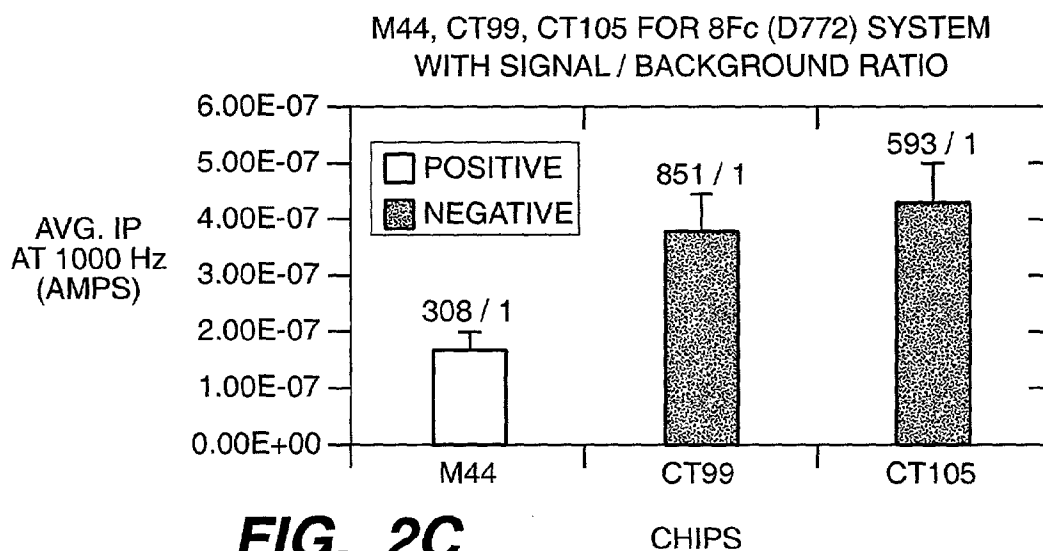 M44, CT99, CT105 FOR 8Fc (D772) SYSTEM
WITH SIGNAL / BACKGROUND RATIO
6.00E-07
5.00E-07
4.00E-07
3.00E-07
2.00E-07
1.00E-07
0.00E+00
AVG. IP
AT 1000 Hz
(AMPS)
POSITIVE
NEGATIVE
308 / 1
851 / 1
593 / 1
M44
CT99
CT105
FIG. 2C
CHIPS